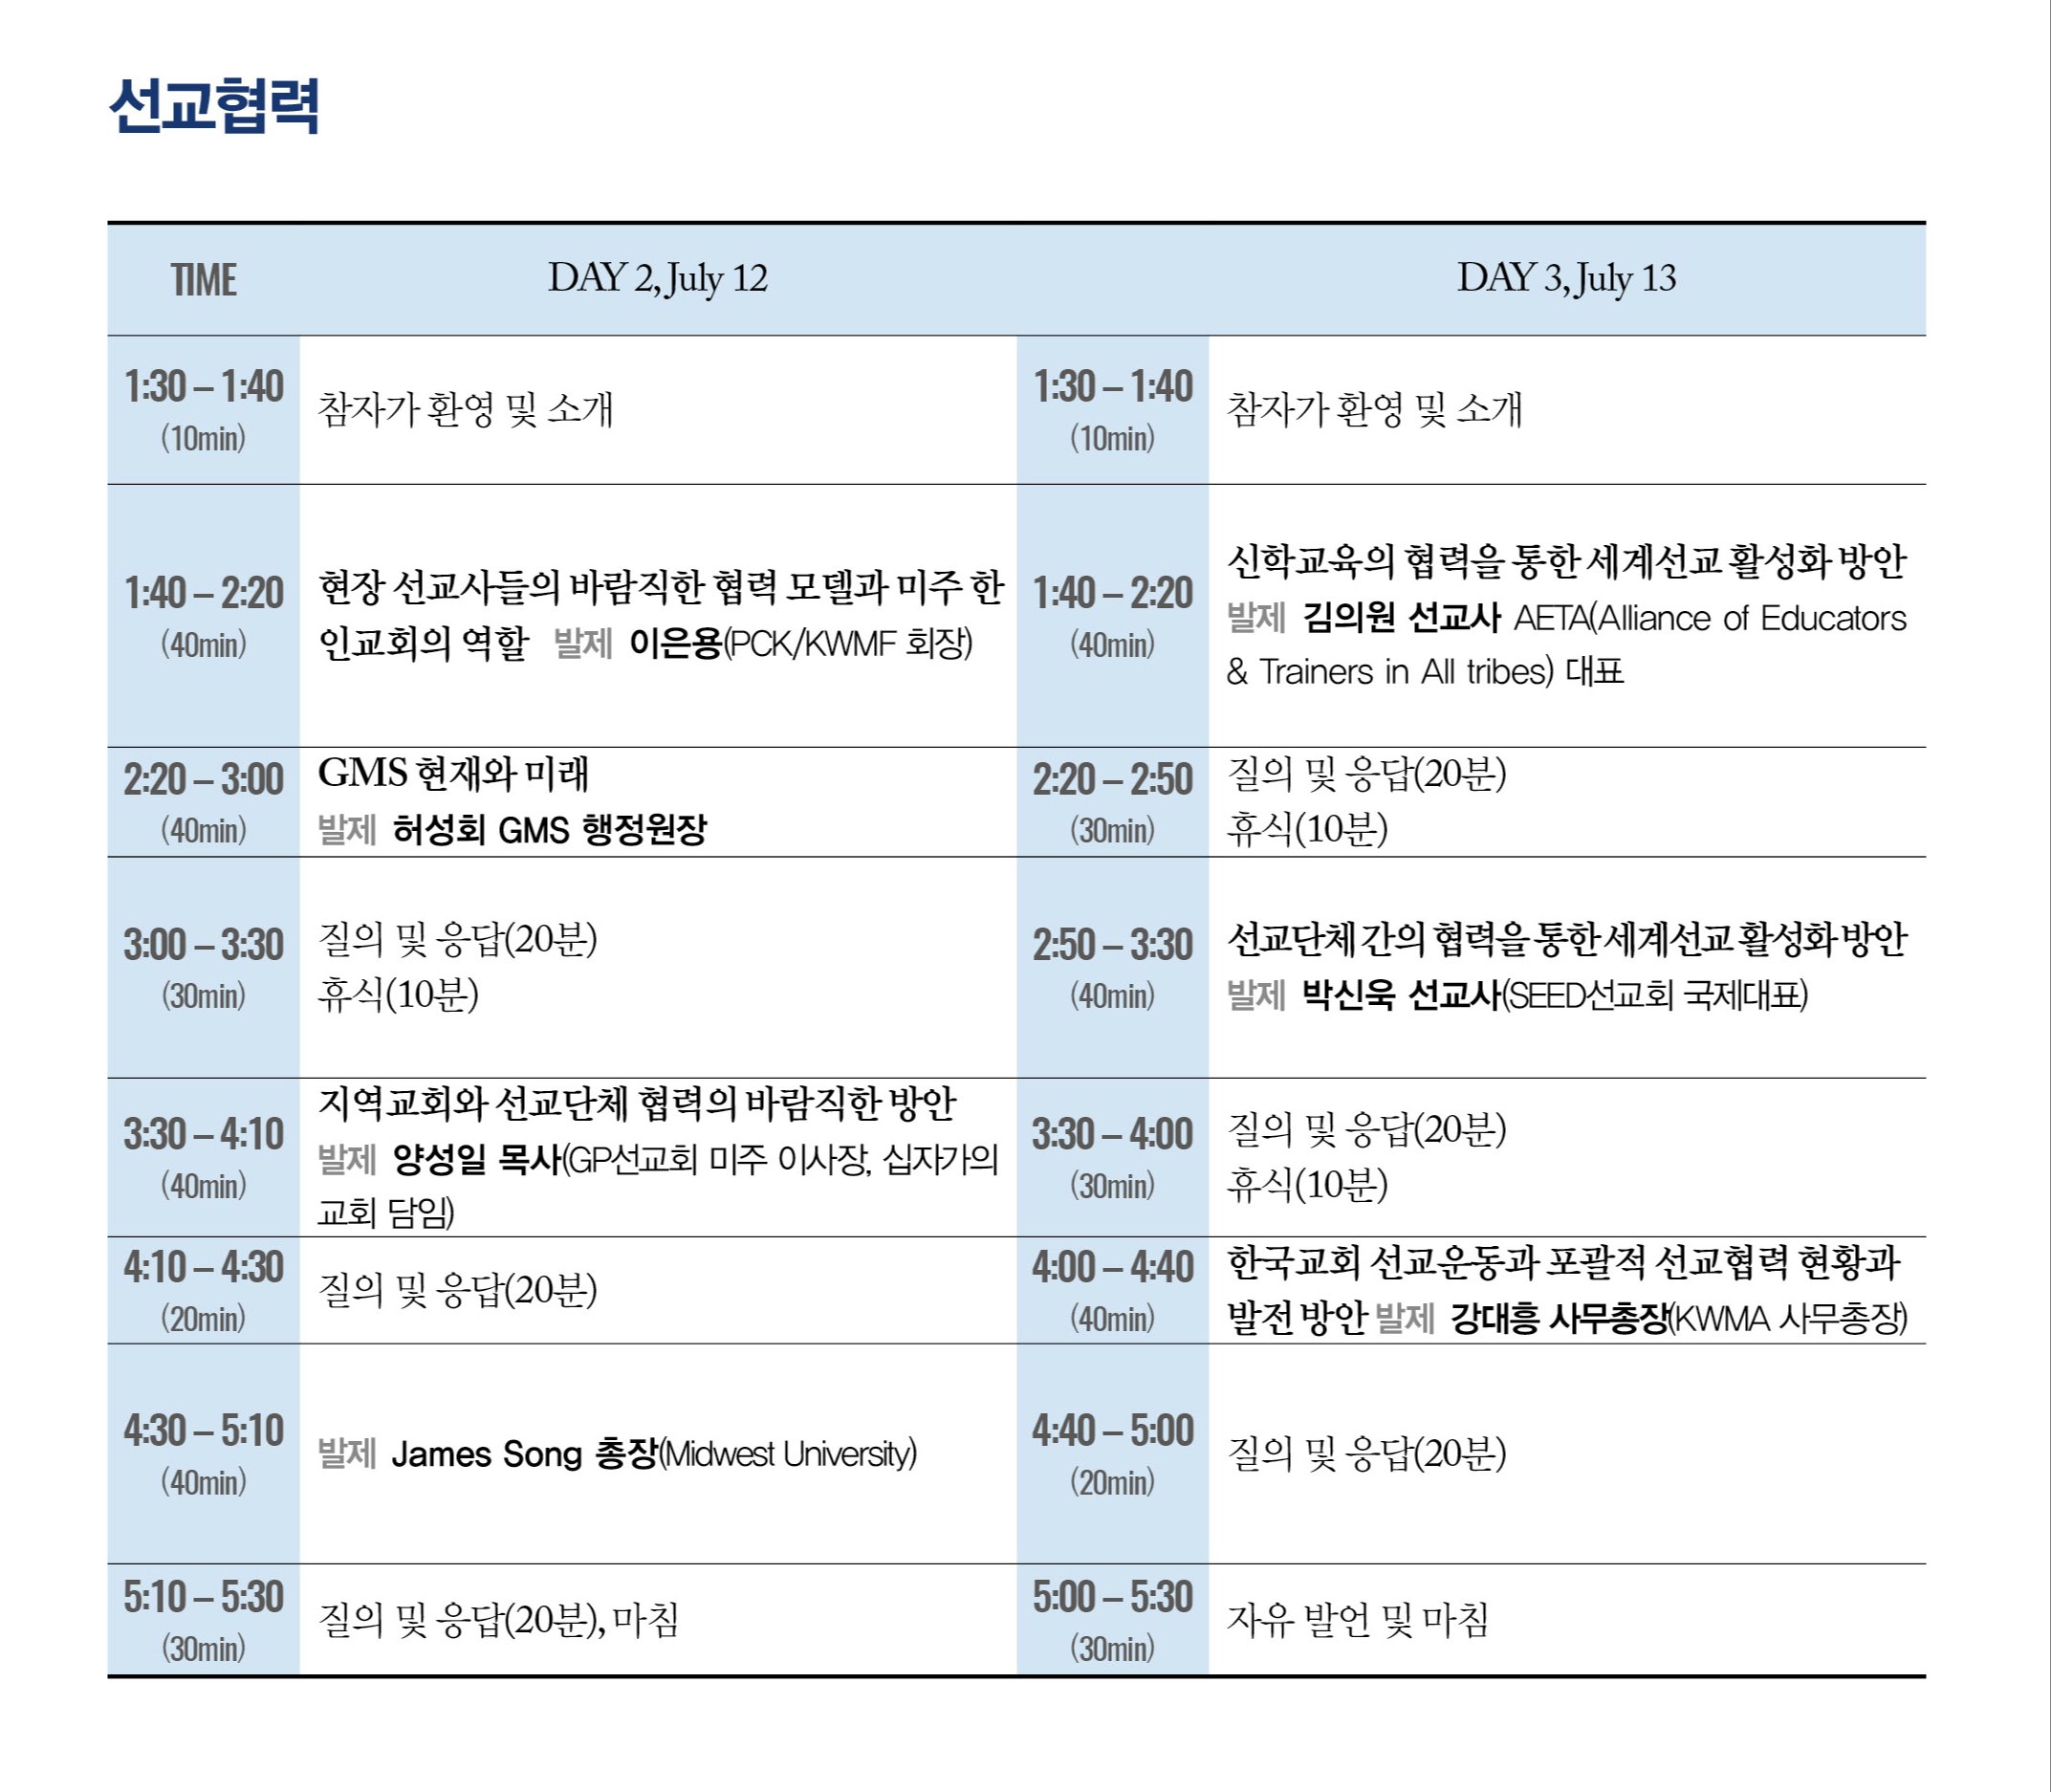 선교협력
TIME
DAY 2, July 12
DAY 3, July 13
1:30 – 1:40
(10min)
참자가 환영 및 소개
1:30 – 1:40
(10min)
참자가 환영 및 소개
1:40 – 2:20
(40min)
현장 선교사들의 바람직한 협력 모델과 미주 한
인교회의 역할 발제 이은용(PCK/KWMF 회장)
1:40 – 2:20
(40min)
신학교육의 협력을 통한 세계선교 활성화 방안
발제 김의원 선교사 AETA(Alliance of Educators
& Trainers in All tribes) 대표
2:20 – 3:00
(40min)
GMS 현재와 미래
발제 허성회 GMS 행정원장
2:20 – 2:50
(30min)
질의 및 응답(20분)
휴식(10분)
3:00 – 3:30
(30min)
질의 및 응답(20분)
휴식(10분)
2:50 – 3:30
(40min)
선교단체 간의 협력을 통한 세계선교 활성화 방안
발제 박신욱 선교사(SEED선교회 국제대표)
3:30 – 4:10
(40min)
지역교회와 선교단체 협력의 바람직한 방안
발제 양성일 목사(GP선교회 미주 이사장, 십자가의
교회 담임)
3:30 – 4:00
(30min)
질의 및 응답(20분)
휴식(10분)
4:10 – 4:30
(20min)
질의 및 응답(20분)
4:00 – 4:40
(40min)
한국교회 선교운동과 포괄적 선교협력 현황과
발전 방안 발제 강대흥 사무총장(KWMA 사무총장)
4:30 – 5:10
(40min)
발제 James Song 총장(Midwest University)
4:40 – 5:00
(20min)
질의 및 응답(20분)
5:10 – 5:30
(30min)
질의 및 응답(20분), 마침
5:00 – 5:30
(30min)
자유 발언 및 마침